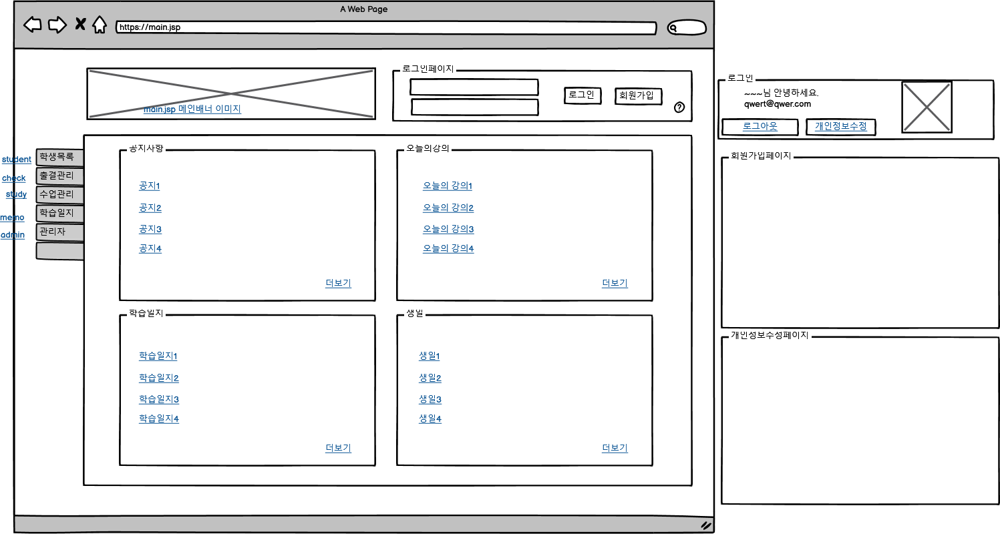 A Web Page
https://main.jsp
main.jsp 메인배너 이미지
로그인페이지
로그인
회원가입
?
student
check
study
memo
admin
학생목록
출결관리
수업관리
학습일지
관리자
공지사항
공지1
공지2
공지3
공지4
더보기
오늘의강의
오늘의 강의1
오늘의 강의2
오늘의 강의3
오늘의 강의4
더보기
학습일지
학습일지1
학습일지2
학습일지3
학습일지4
더보기
생일
생일1
생일2
생일3
생일4
더보기
로그인
~~~님 안녕하세요.
qwert@qwer.com
로그아웃
개인정보수정
회원가입페이지
개인정보수정페이지